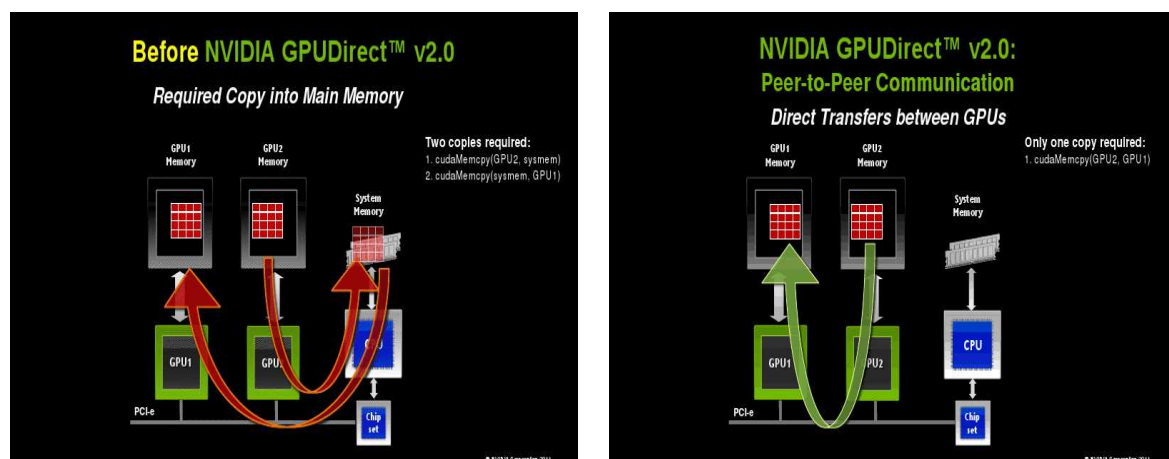 Before NVIDIA GPUDirect™ v2.0
Required Copy into Main Memory
Two copies required:
1. cudaMemcpy(GPU2, sysmem)
2. cudaMemcpy(sysmem, GPU1)
GPU1
Memory
GPU2
Memory
System
Memory
GPU1
CPU
PCI-e
Chip
set
NVIDIA GPUDirect™ v2.0:
Peer-to-Peer Communication
Direct Transfers between GPUs
Only one copy required:
1. cudaMemcpy(GPU2, GPU1)
GPU1
Memory
GPU2
Memory
System
Memory
GPU1
CPU
PCI-e
Chip
set